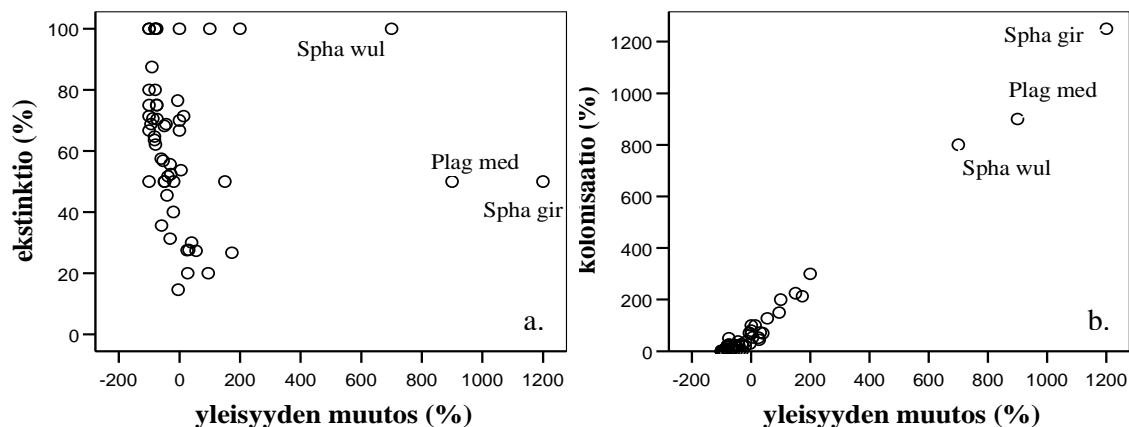 100
80
60
40
20
0
ekstinktio (%)
Spha wul
Plag med
Spha gir
a.
-200 0 200 400 600 800 1000 1200
yleisyyden muutos (%)
1200
1000
800
600
400
200
0
kolonisaatio (%)
Spha gir
Plag med
Spha wul
b.
-200 0 200 400 600 800 1000 1200
yleisyyden muutos (%)